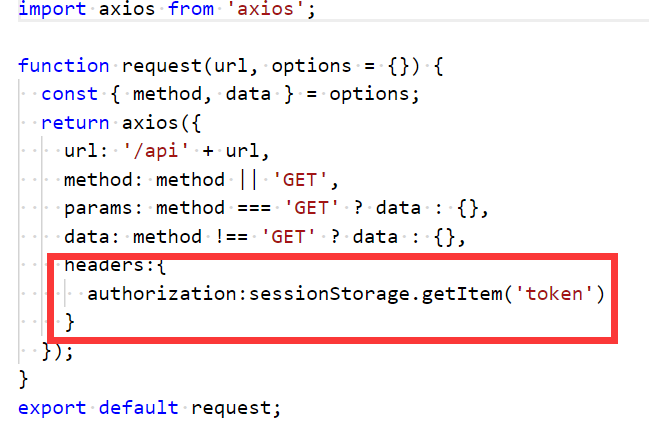 import axios from 'axios';
function request(url, options = {}) {
const { method, data } = options;
return axios({
url: '/api' + url,
method: method || 'GET',
params: method === 'GET' ? data : {},
data: method !== 'GET' ? data : {},
headers:{
authorization:sessionStorage.getItem('token')
}
});
}
export default request;